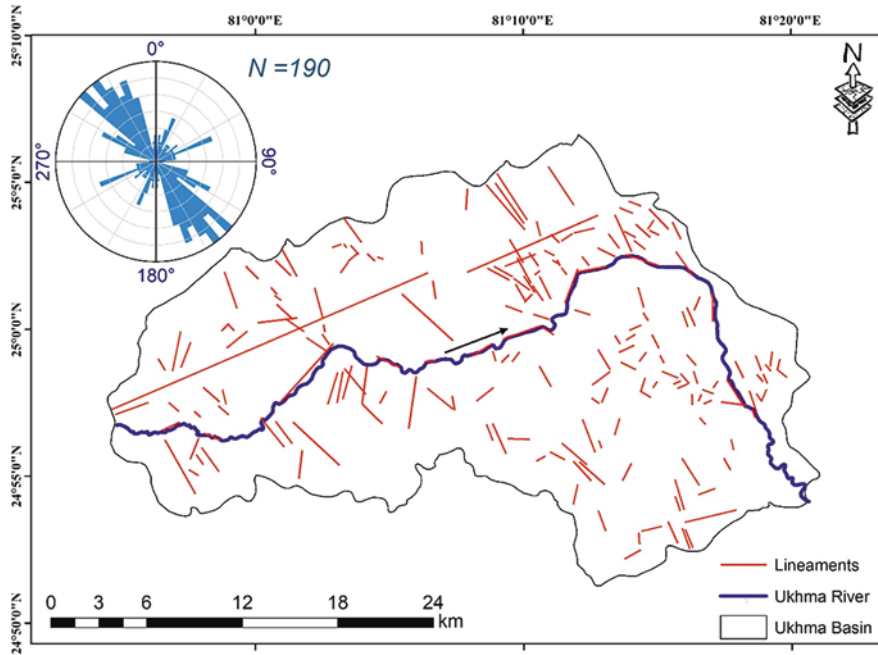 81°0'0"E 81°10'0"E 81°20'0"E
25°10'0"N
0°
N =190
N
270°
90°
180°
25°5'0"N
25°0'0"N
24°55'0"N
24°50'0"N
Lineaments
Ukhma River
Ukhma Basin
0 3 6 12 18 24
km